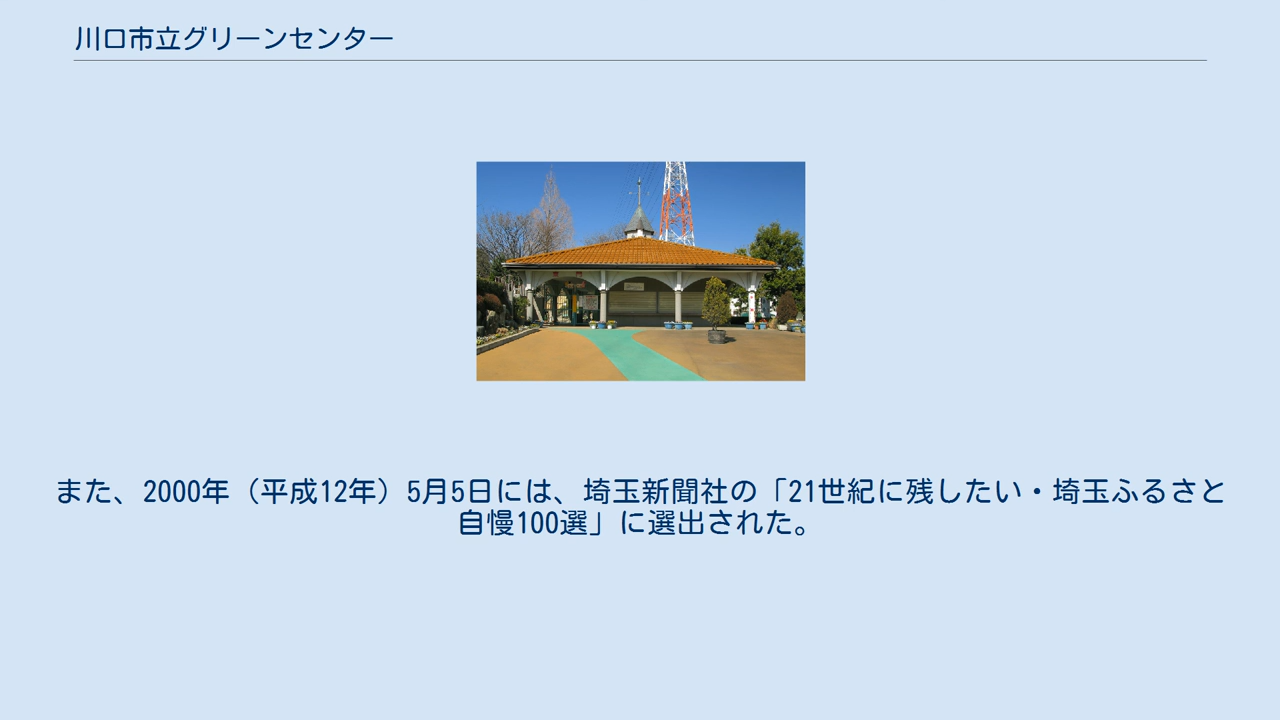 川口市立グリーンセンター
また、2000年（平成12年）5月5日には、埼玉新聞社の「21世紀に残したい・埼玉ふるさと
自慢100選」に選出された。